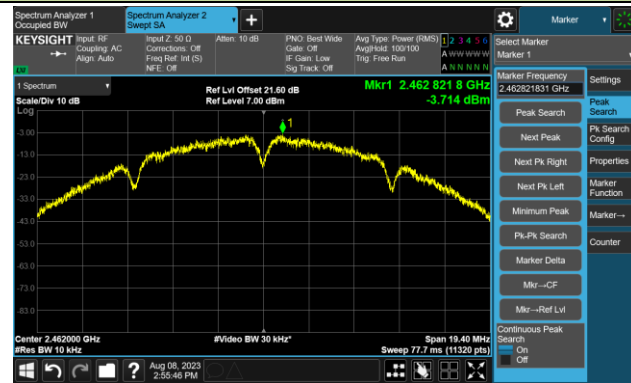 Spectrum Analyzer 1
Occupied BW
Spectrum Analyzer 2
Swept SA
+
Marker
KEYSIGHT
Input: RF
Coupling: AC
Align: Auto
Input Z: 50 Ω
Corrections: Off
Freq Ref: Int (S)
NFE: Off
Atten: 10 dB
PNO: Best Wide
Gate: Off
IF Gain: Low
Sig Track: Off
Avg Type: Power (RMS)
Avg|Hold: 100/100
Trig: Free Run
1 2 3 4 5 6
A W W W W W
A N N N N N
LXI
Select Marker
Marker 1
1 Spectrum
Scale/Div 10 dB
Log
Ref Lvl Offset 21.60 dB
Ref Level 7.00 dBm
Mkr1 2.462 821 8 GHz
-3.714 dBm
1
-3.00
-13.0
-23.0
-33.0
-43.0
-53.0
-63.0
-73.0
-83.0
Center 2.462000 GHz
#Res BW 10 kHz
#Video BW 30 kHz*
Span 19.40 MHz
Sweep 77.7 ms (11320 pts)
Marker Frequency
2.462821831 GHz
Peak Search
Next Peak
Next Pk Right
Next Pk Left
Minimum Peak
Pk-Pk Search
Marker Delta
Mkr→CF
Mkr→Ref Lvl
Continuous Peak
Search
On
Off
Settings
Peak
Search
Pk Search
Config
Properties
Marker
Function
Marker→
Counter
?
Aug 08, 2023
2:55:46 PM